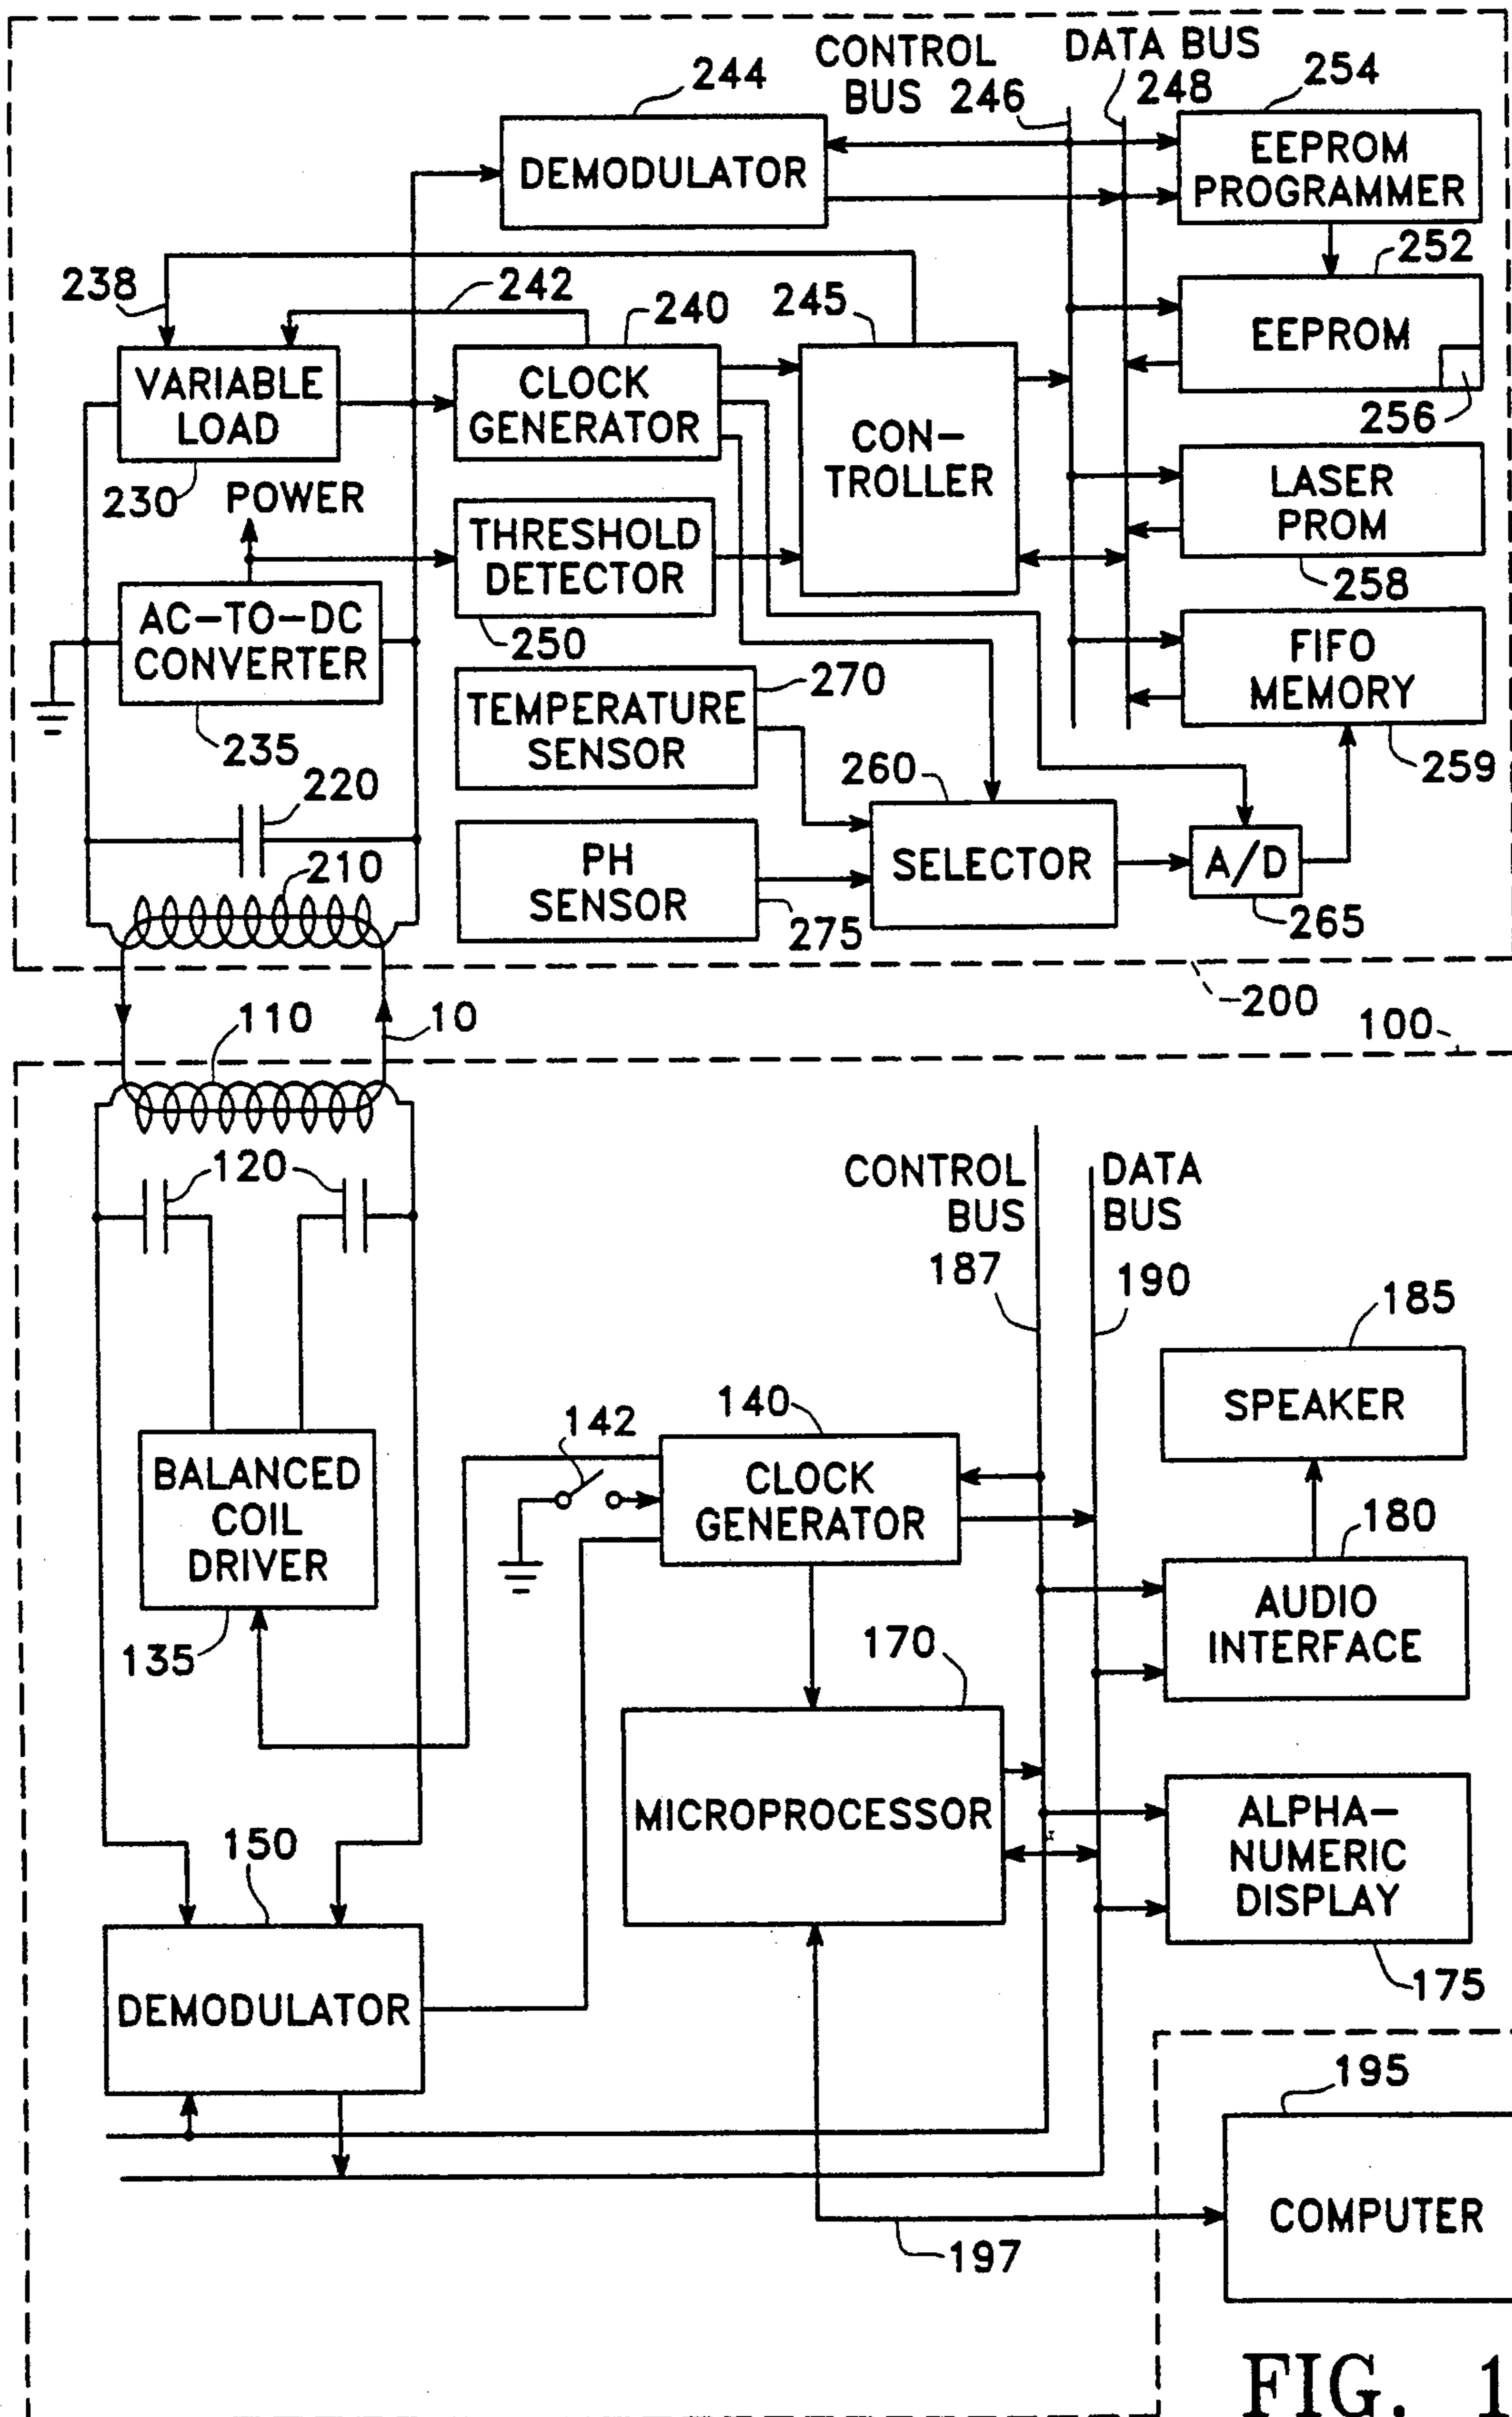 CONTROL
BUS 246
DATA BUS
248
254
244
DEMODULATOR
EEPROM
PROGRAMMER
252
238
242
240
245
VARIABLE
LOAD
CLOCK
GENERATOR
CON-
TROLLER
EEPROM
256
230
POWER
THRESHOLD
DETECTOR
LASER
PROM
258
AC-TO-DC
CONVERTER
250
235
270
TEMPERATURE
SENSOR
FIFO
MEMORY
259
220
260
210
PH
SENSOR
275
SELECTOR
A/D
265
200
100
110
10
120
CONTROL
BUS
187
DATA
BUS
190
185
SPEAKER
142
140
CLOCK
GENERATOR
BALANCED
COIL
DRIVER
135
180
AUDIO
INTERFACE
170
MICROPROCESSOR
ALPHA-
NUMERIC
DISPLAY
175
150
DEMODULATOR
195
COMPUTER
197
FIG. 1